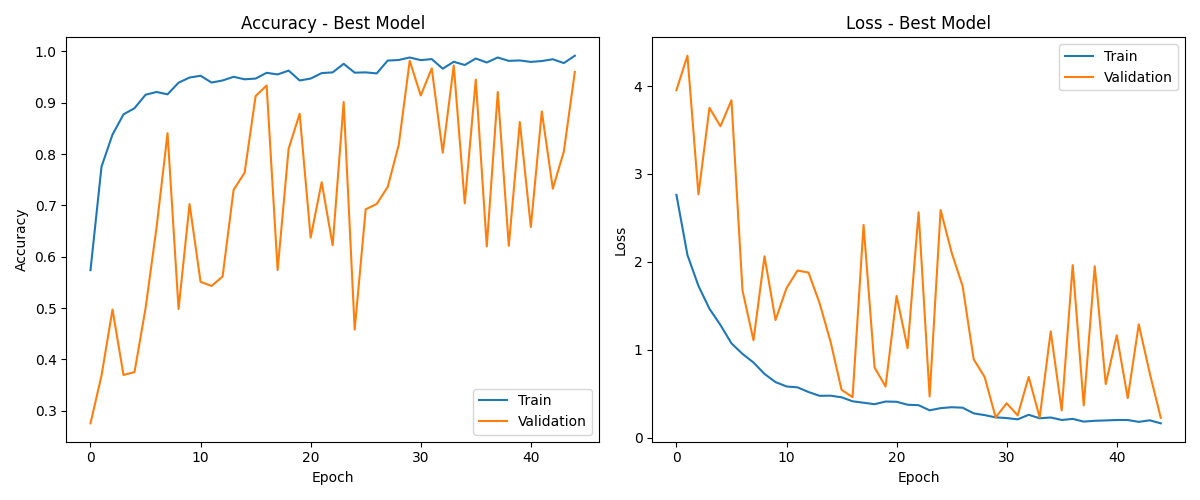 Accuracy - Best Model
Accuracy
1.0
0.9
0.8
0.7
0.6
0.5
0.4
0.3
0
10
20
30
40
Epoch
Train
Validation
Loss - Best Model
Loss
4
3
2
1
0
0
10
20
30
40
Epoch
Train
Validation